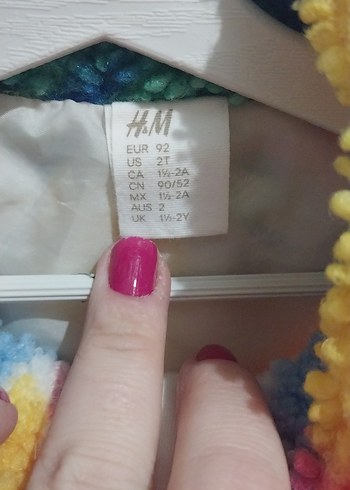 H&M
EUR 92
US 2T
CA 1½-2A
CN 90/52
MX 1½-2A
AUS 2
UK 1½-2Y